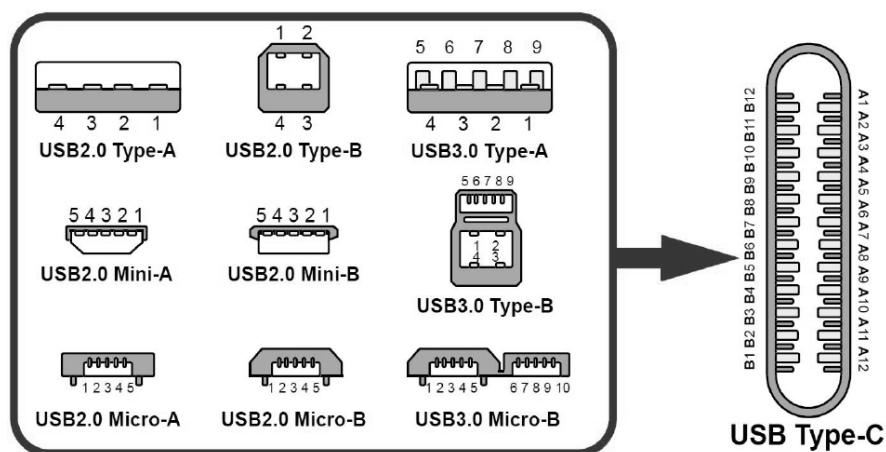 1 2
5 6 7 8 9
4 3 2 1
4 3
4 3 2 1
USB2.0 Type-A
USB2.0 Type-B
USB3.0 Type-A
5 6 7 8 9
5 4 3 2 1
5 4 3 2 1
1 2
4 3
USB2.0 Mini-A
USB2.0 Mini-B
USB3.0 Type-B
1 2 3 4 5
1 2 3 4 5
1 2 3 4 5
6 7 8 9 10
USB2.0 Micro-A
USB2.0 Micro-B
USB3.0 Micro-B
B1 B2 B3 B4 B5 B6 B7 B8 B9 B10 B11 B12
A1 A2 A3 A4 A5 A6 A7 A8 A9 A10 A11 A12
USB Type-C